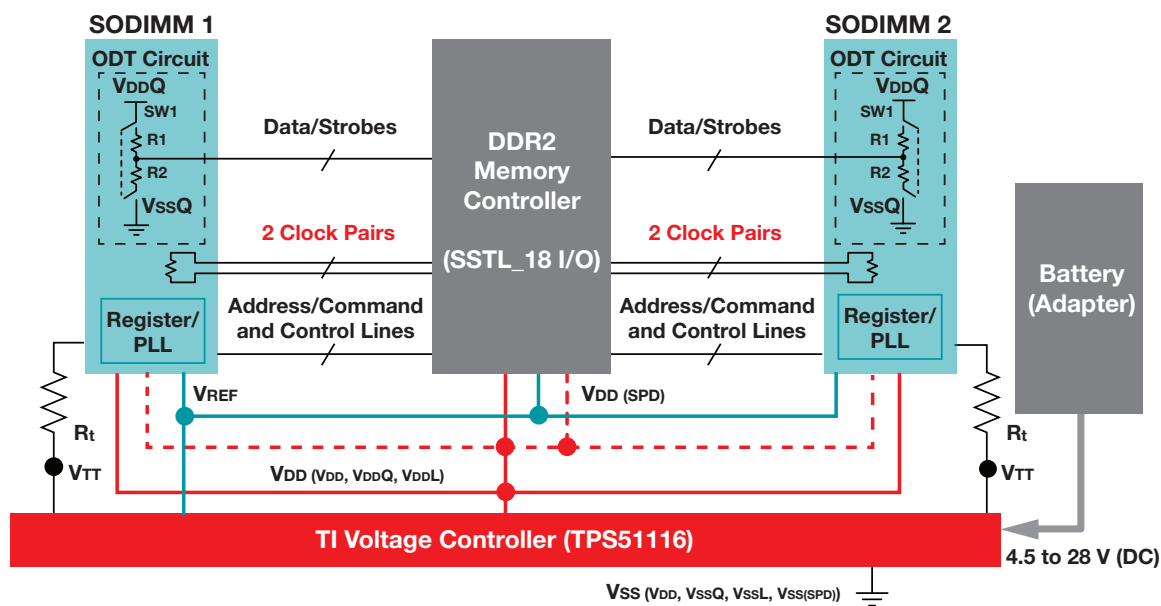 SODIMM 1
SODIMM 2
ODT Circuit
VDDQ
SW1
R1
R2
VSSQ
Data/Strobes
2 Clock Pairs
Address/Command
and Control Lines
DDR2
Memory
Controller
(SSTL_18 I/O)
Data/Strobes
2 Clock Pairs
Address/Command
and Control Lines
ODT Circuit
VDDQ
SW1
R1
R2
VSSQ
Battery
(Adapter)
Register/
PLL
Register/
PLL
VREF
VDD (SPD)
Rt
VTT
Rt
VTT
VDD (VDD, VDDQ, VDDL)
TI Voltage Controller (TPS51116)
4.5 to 28 V (DC)
VSS (VDD, VSSQ, VSSL, VSS(SPD))